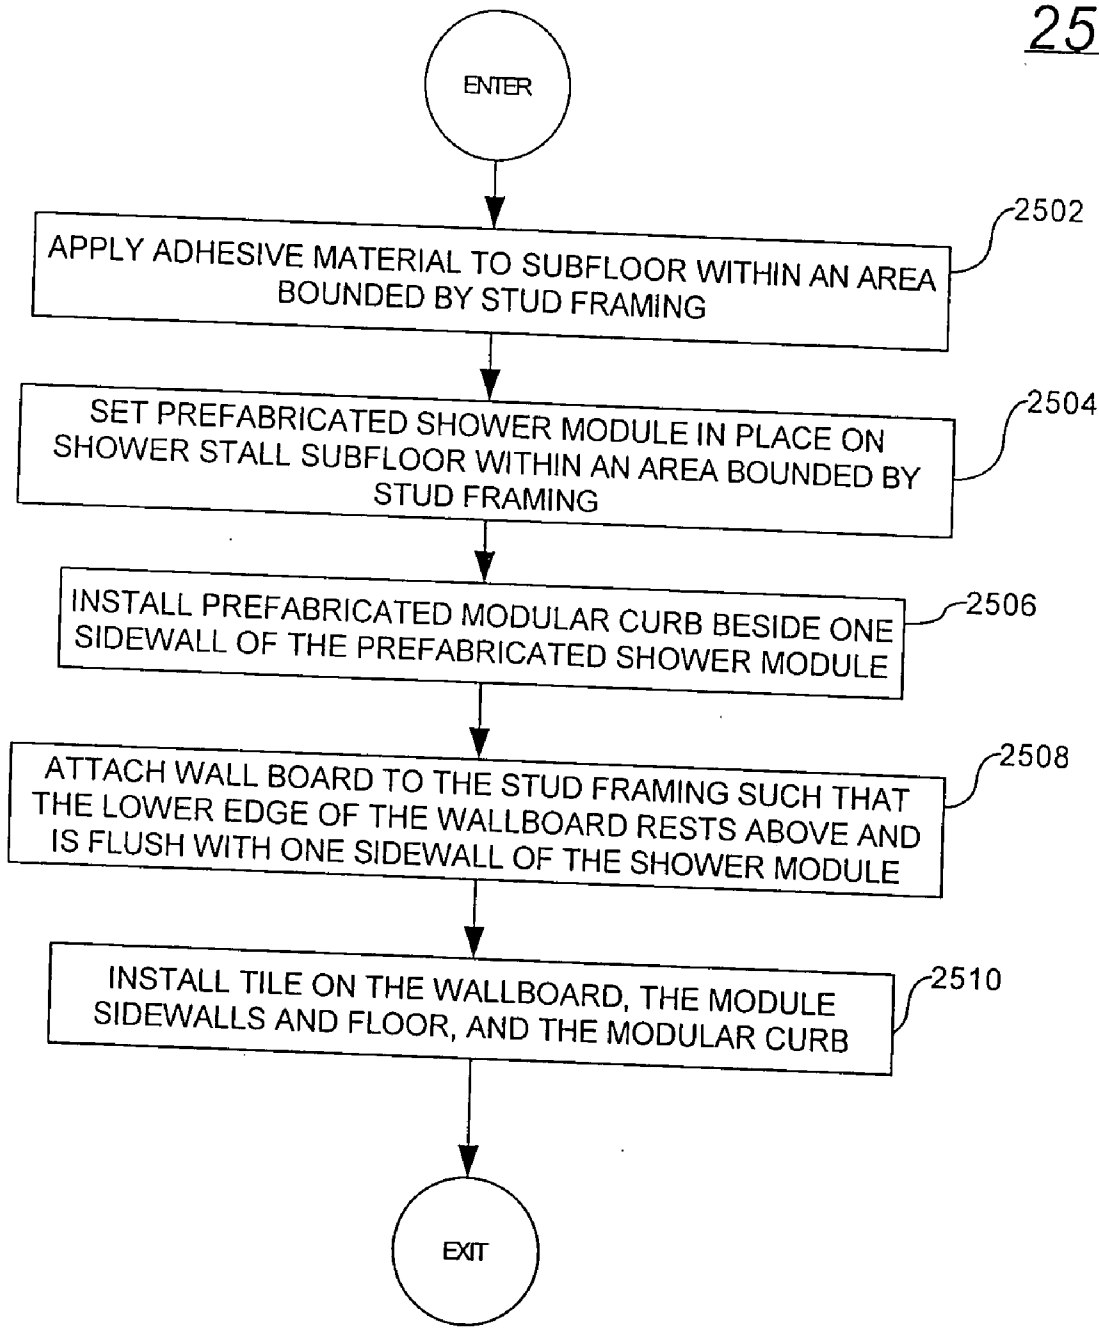 25
ENTER
2502
APPLY ADHESIVE MATERIAL TO SUBFLOOR WITHIN AN AREA
BOUNDED BY STUD FRAMING
2504
SET PREFABRICATED SHOWER MODULE IN PLACE ON
SHOWER STALL SUBFLOOR WITHIN AN AREA BOUNDED BY
STUD FRAMING
2506
INSTALL PREFABRICATED MODULAR CURB BESIDE ONE
SIDEWALL OF THE PREFABRICATED SHOWER MODULE
2508
ATTACH WALL BOARD TO THE STUD FRAMING SUCH THAT
THE LOWER EDGE OF THE WALLBOARD RESTS ABOVE AND
IS FLUSH WITH ONE SIDEWALL OF THE SHOWER MODULE
2510
INSTALL TILE ON THE WALLBOARD, THE MODULE
SIDEWALLS AND FLOOR, AND THE MODULAR CURB
EXIT